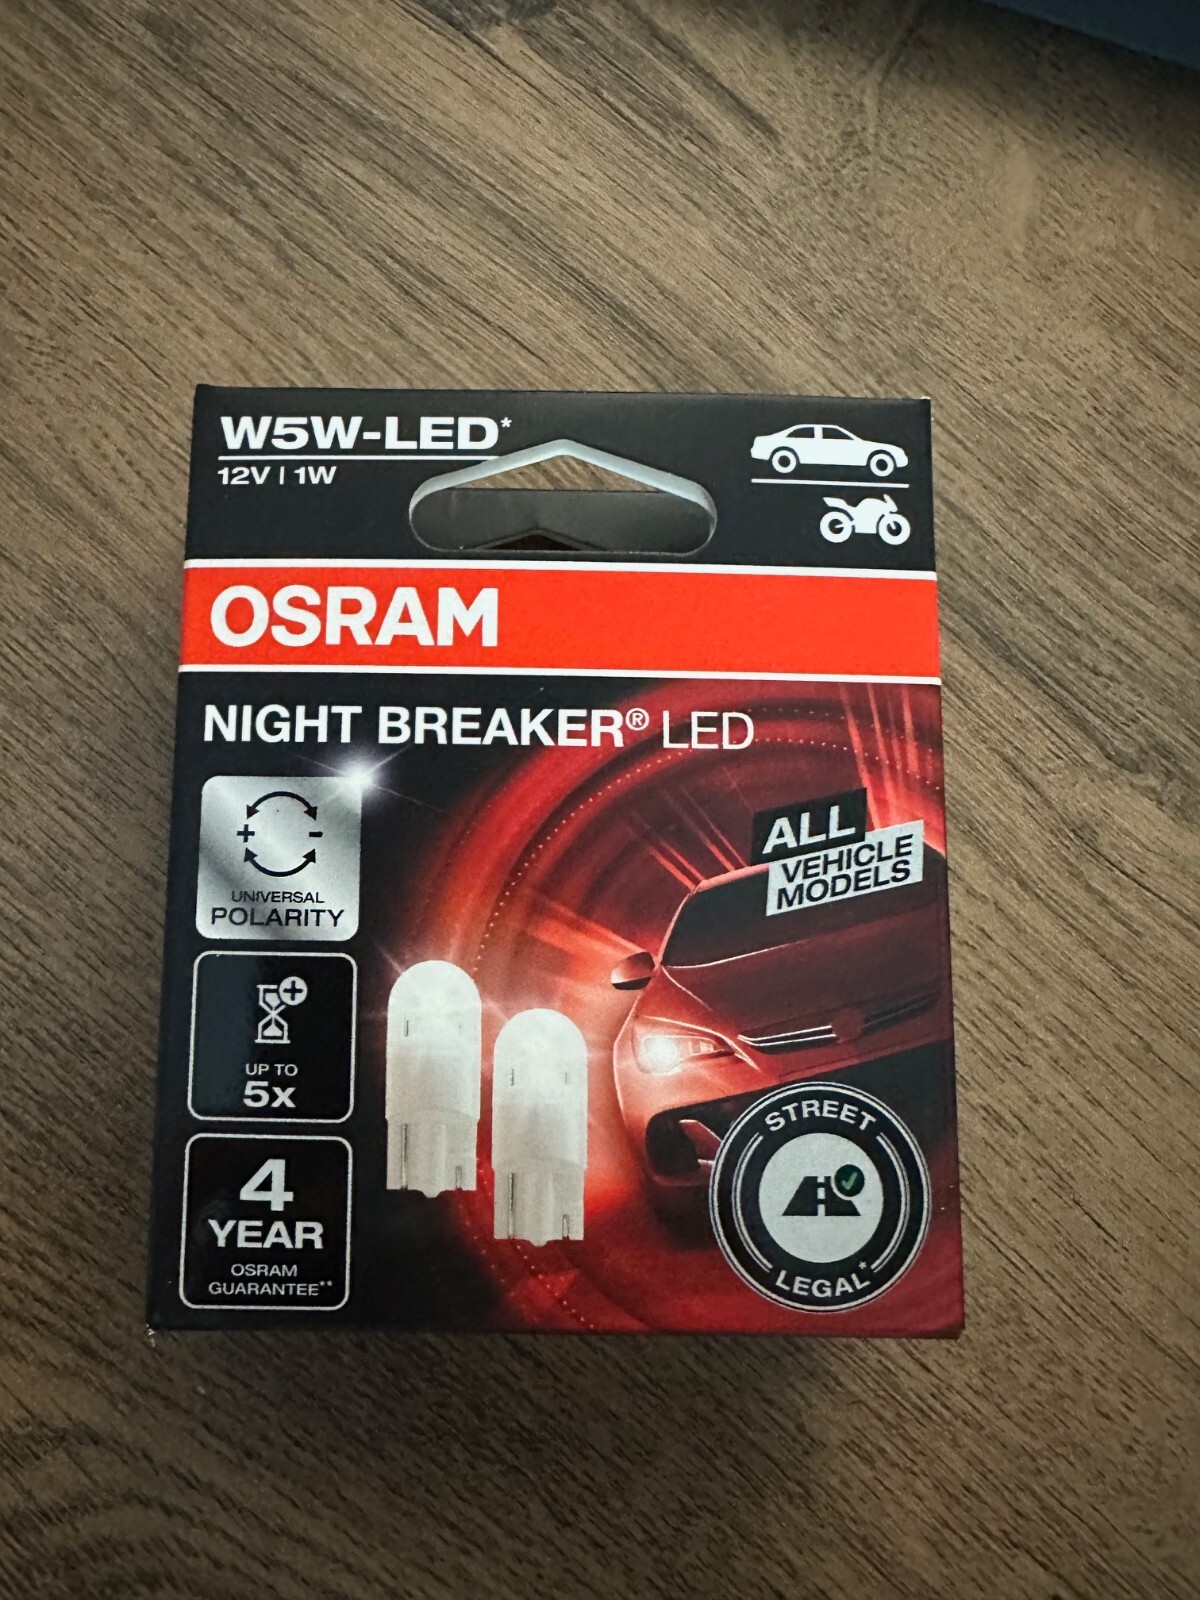 W5W-LED*
12V | 1W
OSRAM
NIGHT BREAKER® LED
+ -
UNIVERSAL
POLARITY
ALL
VEHICLE
MODELS
+
UP TO
5x
4
YEAR
OSRAM
GUARANTEE**
STREET
LEGAL*